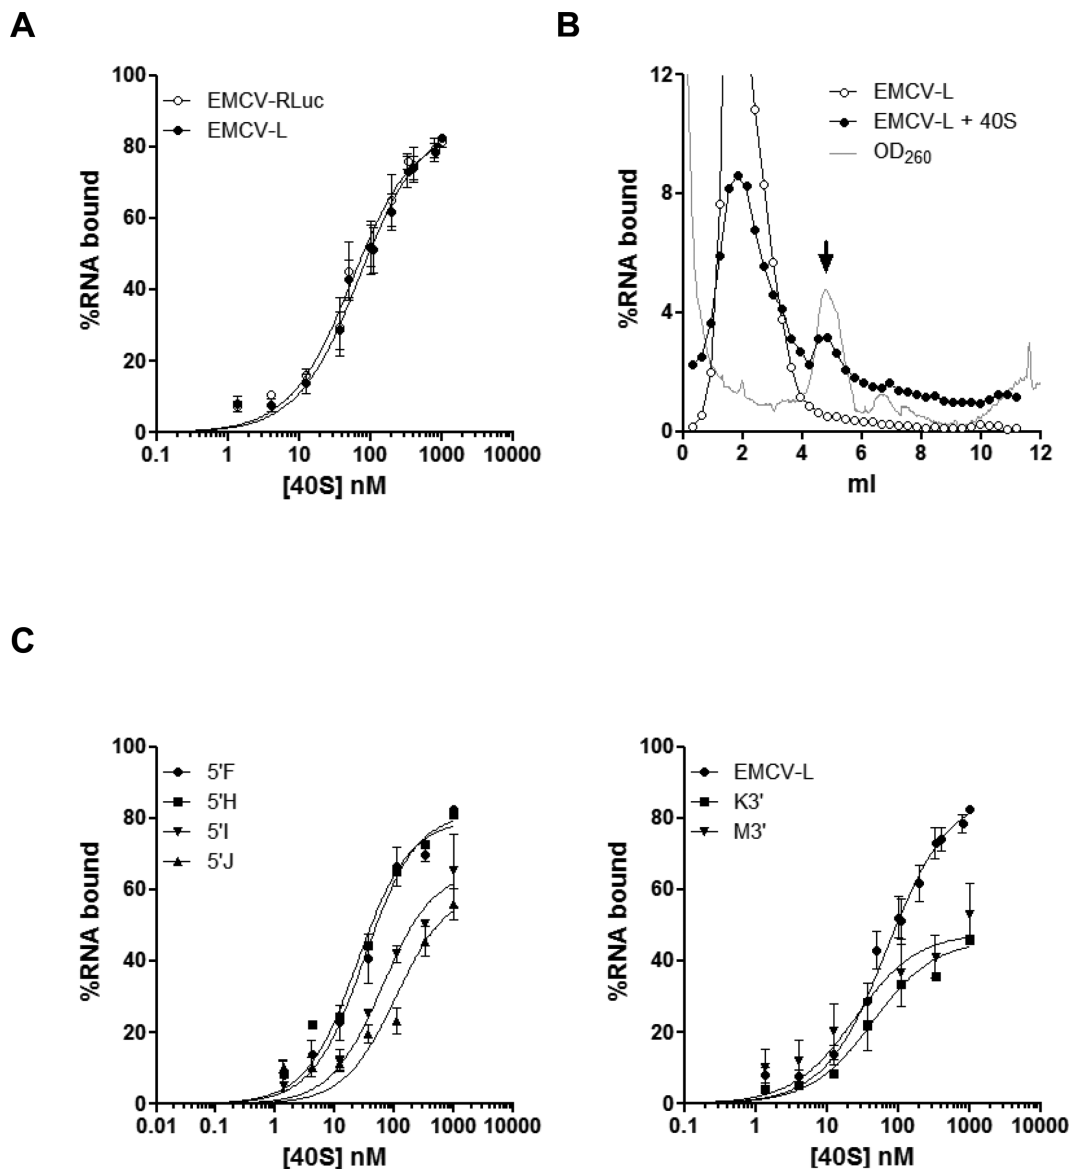 A
B
100
80
60
40
20
0
%RNA bound
EMCV-RLuc
EMCV-L
0.1 1 10 100 1000 10000
[40S] nM
12
8
4
0
%RNA bound
EMCV-L
EMCV-L + 40S
OD260
0 2 4 6 8 10 12
ml
C
100
80
60
40
20
0
%RNA bound
5'F
5'H
5'I
5'J
0.01 0.1 1 10 100 1000 10000
[40S] nM
100
80
60
40
20
0
%RNA bound
EMCV-L
K3'
M3'
0.1 1 10 100 1000 10000
[40S] nM